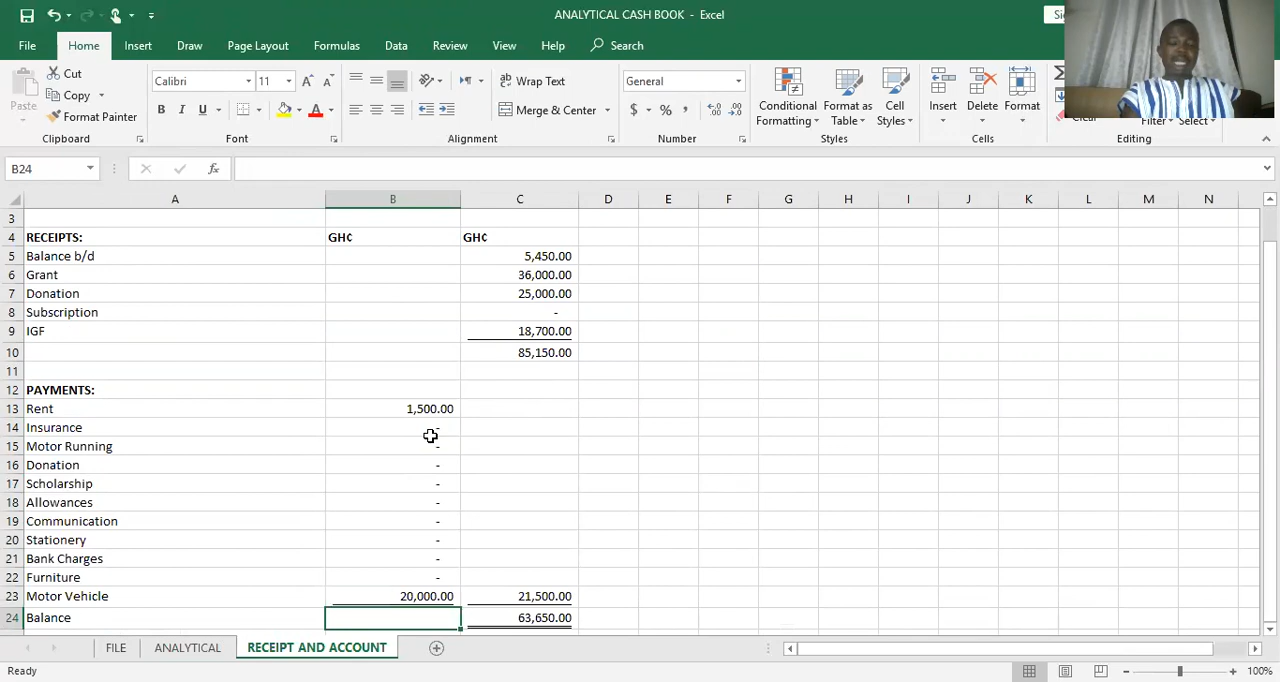 ANALYTICAL CASH BOOK - Excel
File Home Insert Draw Page Layout Formulas Data Review View Help Search
Paste
Cut
Copy
Format Painter
Calibri 11
B I U
Wrap Text
Merge & Center
General
$ % ,
Conditional Formatting
Format as Table
Cell Styles
Insert Delete Format
Clipboard Font Alignment Number Styles Cells Editing
B24 fx
A B C D E F G H I J K L M N
3
4 RECEIPTS: GH₵ GH₵
5 Balance b/d 5,450.00
6 Grant 36,000.00
7 Donation 25,000.00
8 Subscription -
9 IGF 18,700.00
10 85,150.00
11
12 PAYMENTS:
13 Rent 1,500.00
14 Insurance -
15 Motor Running -
16 Donation -
17 Scholarship -
18 Allowances -
19 Communication -
20 Stationery -
21 Bank Charges -
22 Furniture -
23 Motor Vehicle 20,000.00 21,500.00
24 Balance 63,650.00
FILE ANALYTICAL RECEIPT AND ACCOUNT
Ready 100%